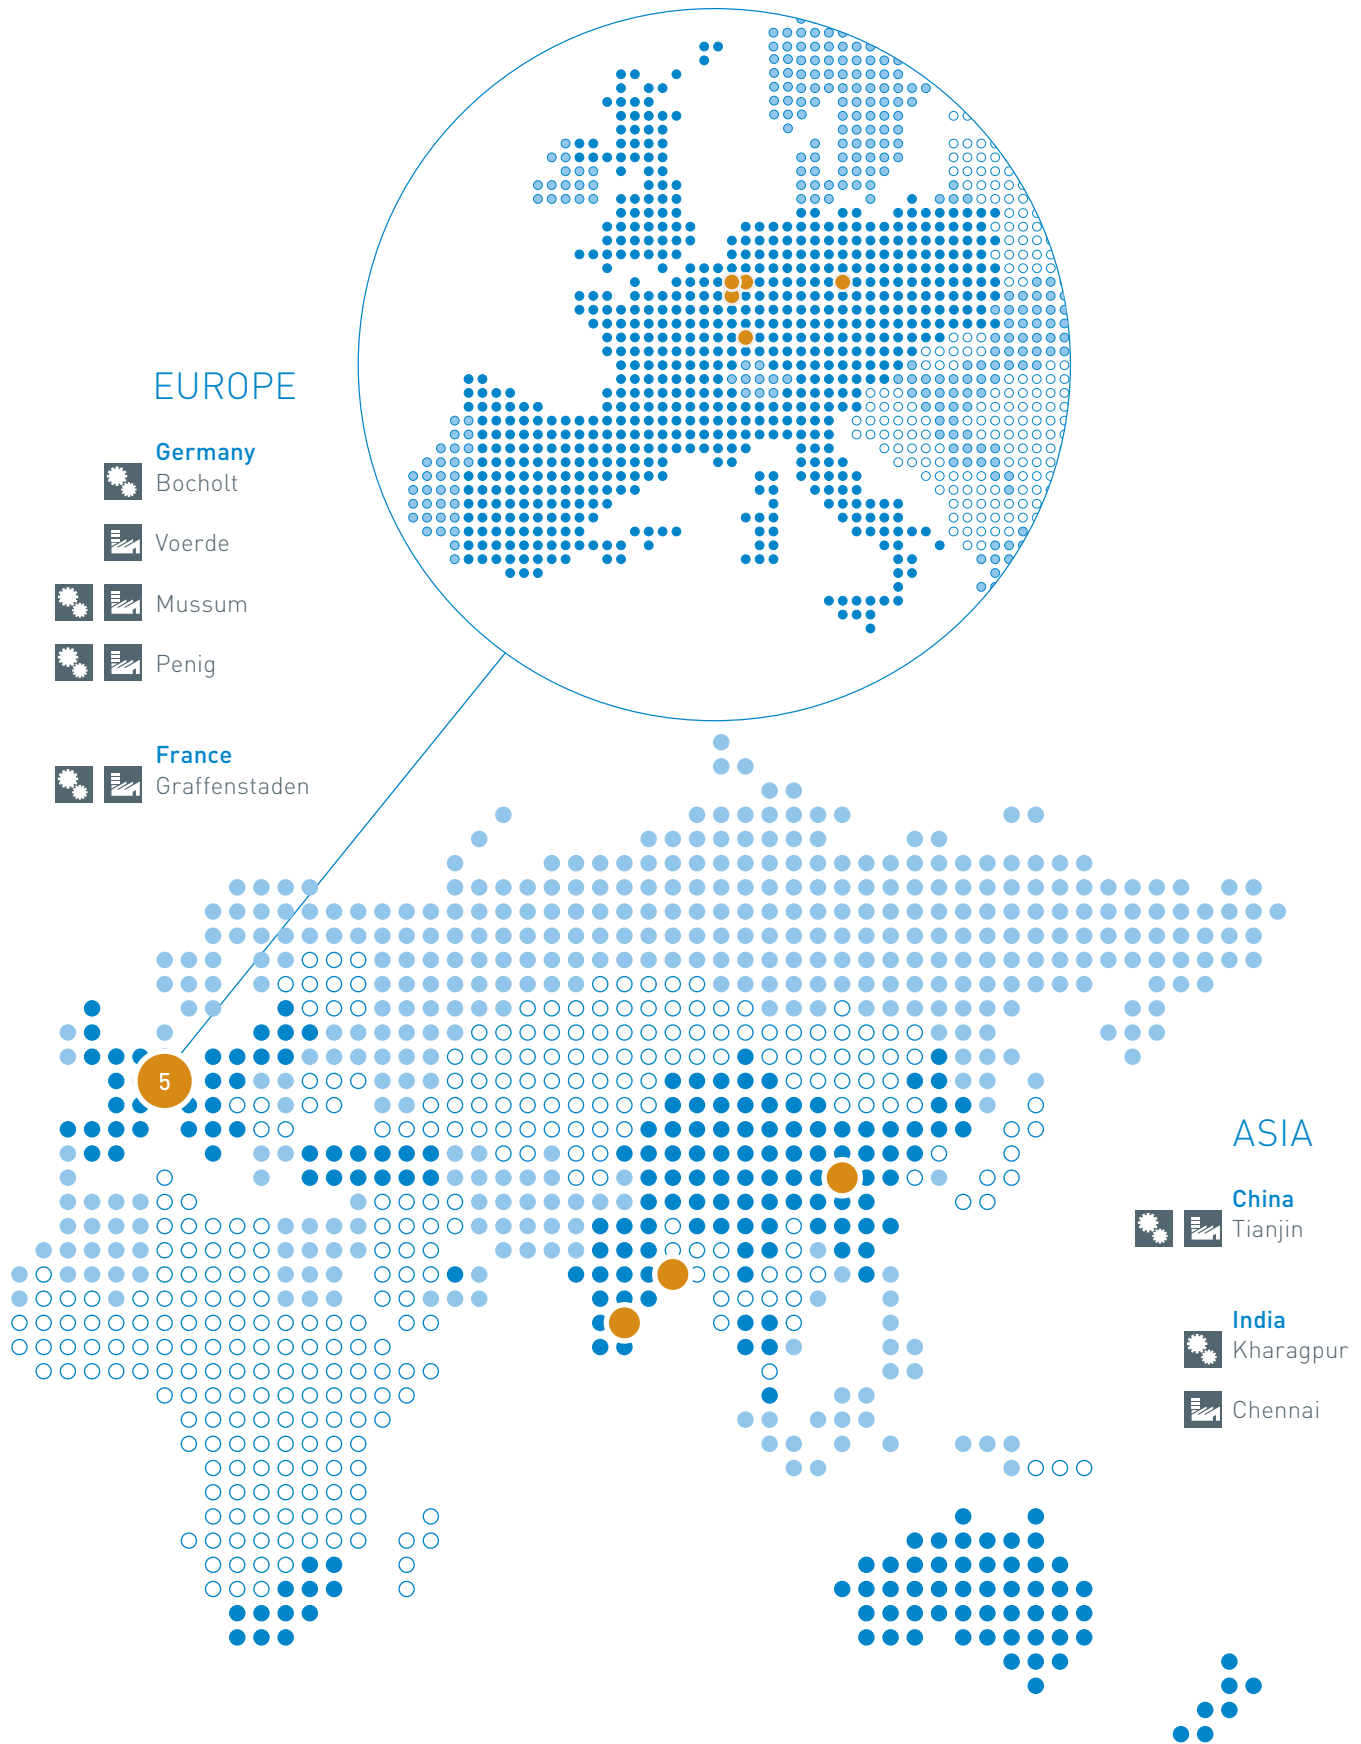 EUROPE
Germany
Bocholt
Voerde
Mussum
Penig
France
Graffenstaden
5
ASIA
China
Tianjin
India
Kharagpur
Chennai